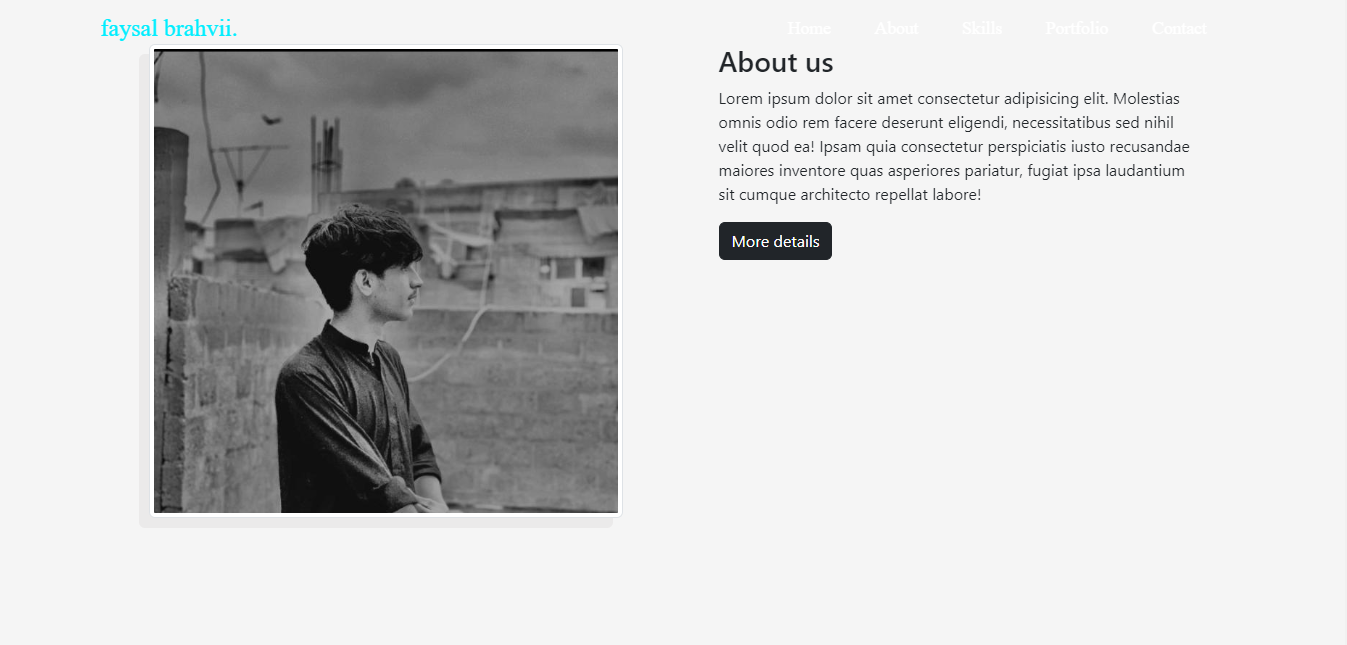 faysal brahvii.
Home About Skills Portfolio Contact
About us
Lorem ipsum dolor sit amet consectetur adipisicing elit. Molestias
omnis odio rem facere deserunt eligendi, necessitatibus sed nihil
velit quod ea! Ipsam quia consectetur perspiciatis iusto recusandae
maiores inventore quas asperiores pariatur, fugiat ipsa laudantium
sit cumque architecto repellat labore!
More details